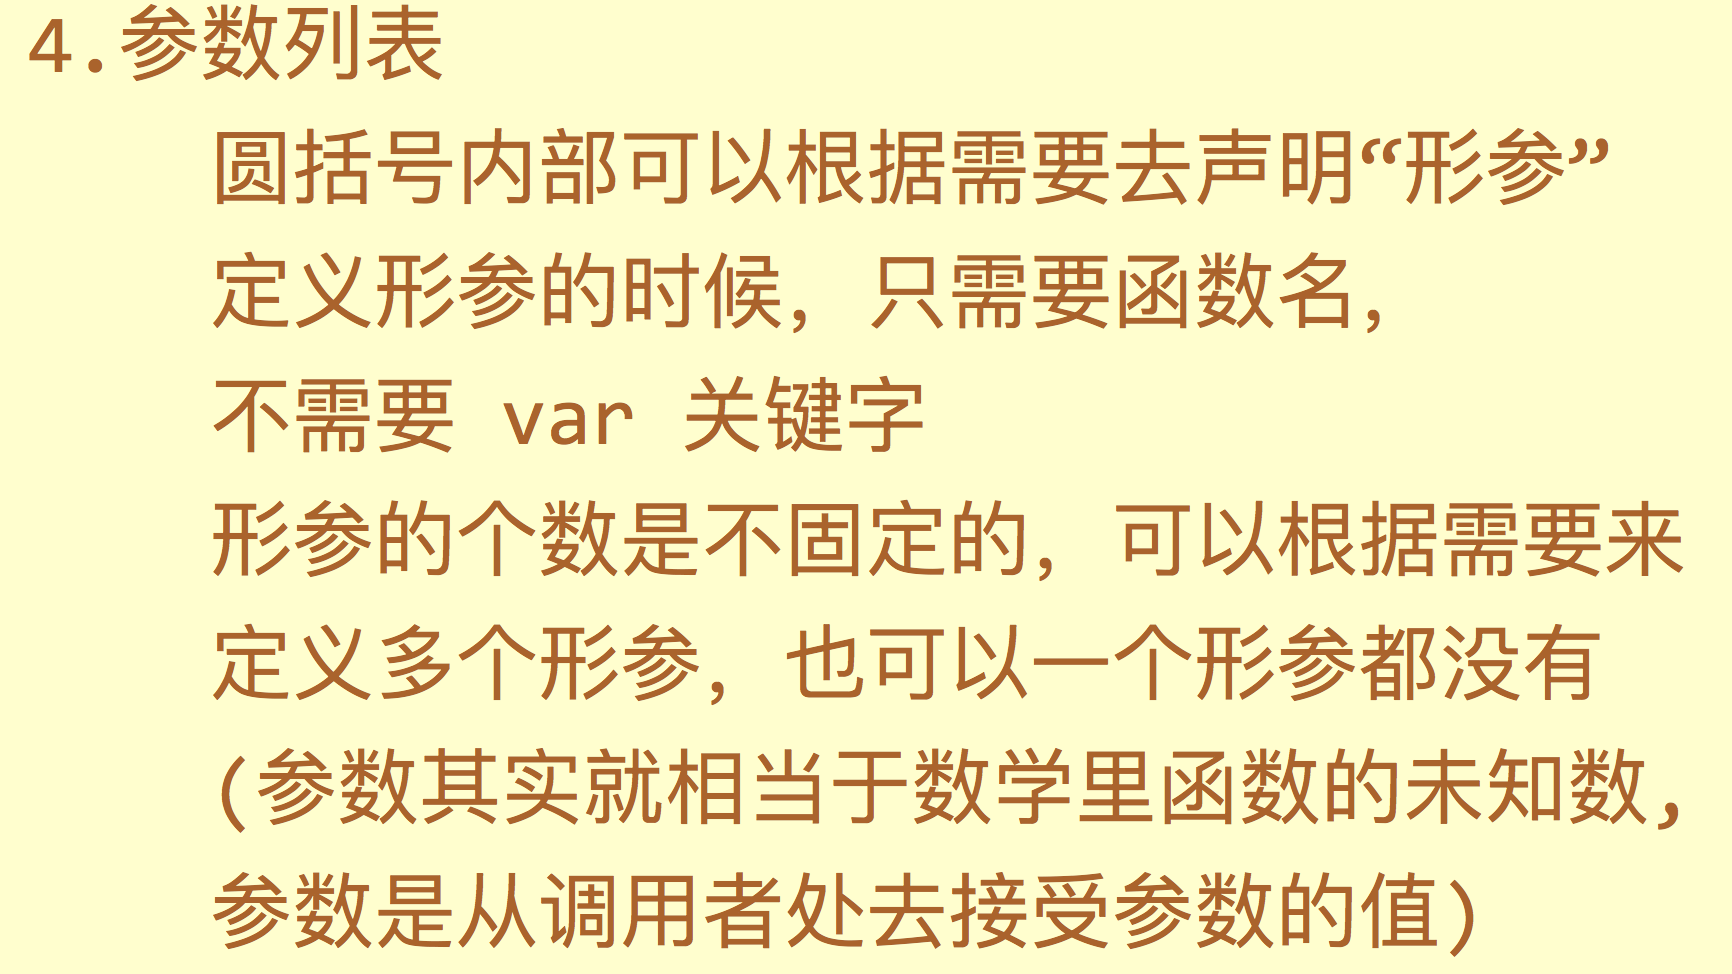 4.参数列表
圆括号内部可以根据需要去声明“形参”
定义形参的时候，只需要函数名，
不需要 var 关键字
形参的个数是不固定的，可以根据需要来
定义多个形参，也可以一个形参都没有
(参数其实就相当于数学里函数的未知数,
参数是从调用者处去接受参数的值)